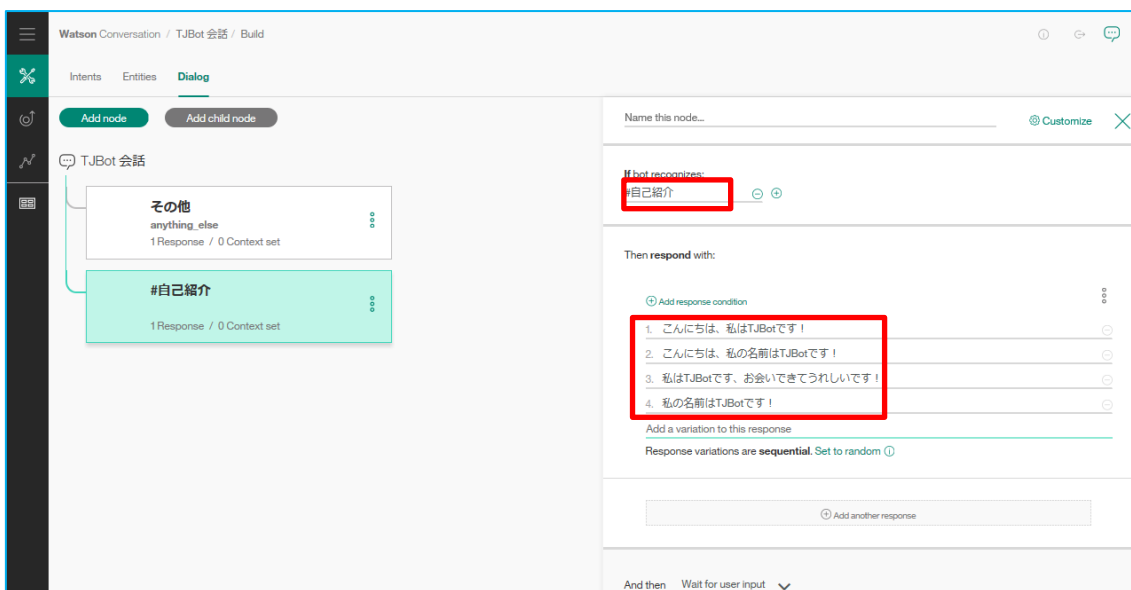 Watson Conversation / TJBot 会話 / Build
Intents Entities Dialog
Add node Add child node
TJBot 会話
その他
anything_else
1 Response / 0 Context set
#自己紹介
1 Response / 0 Context set
Name this node...
Customize
If bot recognizes:
#自己紹介
Then respond with:
Add response condition
1. こんにちは、私はTJBotです！
2. こんにちは、私の名前はTJBotです！
3. 私はTJBotです、お会いできてうれしいです！
4. 私の名前はTJBotです！
Add a variation to this response
Response variations are sequential. Set to random
Add another response
And then Wait for user input